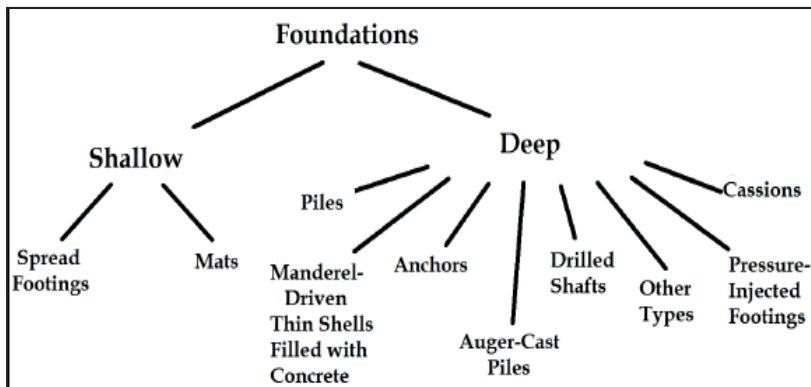 Foundations
Shallow
Deep
Spread
Footings
Mats
Piles
Manderel-
Driven
Thin Shells
Filled with
Concrete
Anchors
Auger-Cast
Piles
Drilled
Shafts
Other
Types
Pressure-
Injected
Footings
Cassions